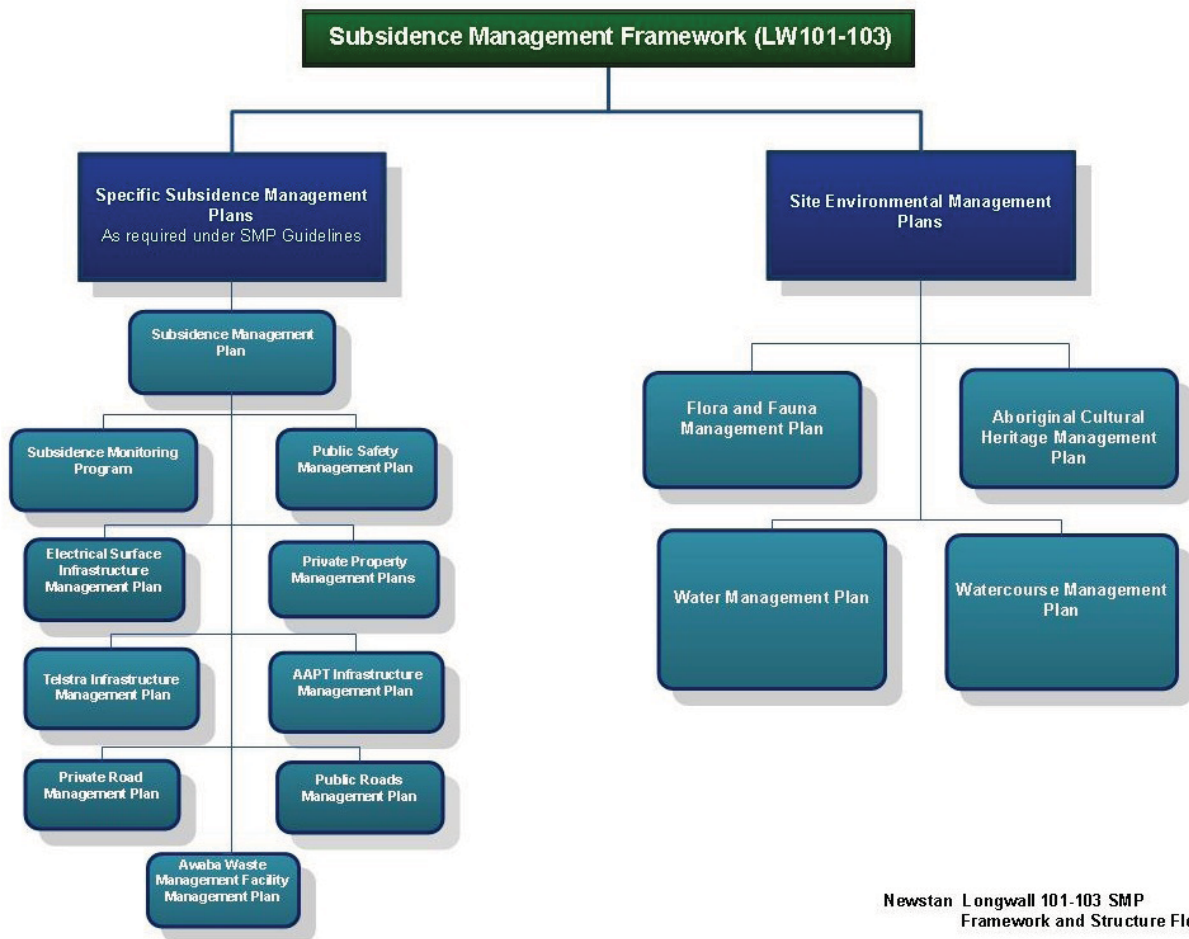 Subsidence Management Framework (LW101-103)
Specific Subsidence Management
Plans
As required under SMP Guidelines
Site Environmental Management
Plans
Subsidence Management
Plan
Subsidence Monitoring
Program
Public Safety
Management Plan
Electrical Surface
Infrastructure
Management Plan
Private Property
Management Plans
Telstra Infrastructure
Management Plan
AAPT Infrastructure
Management Plan
Private Road
Management Plan
Public Roads
Management Plan
Awaba Waste
Management Facility
Management Plan
Flora and Fauna
Management Plan
Aboriginal Cultural
Heritage Management
Plan
Water Management Plan
Watercourse Management
Plan
Newstan Longwall 101-103 SMP
Framework and Structure